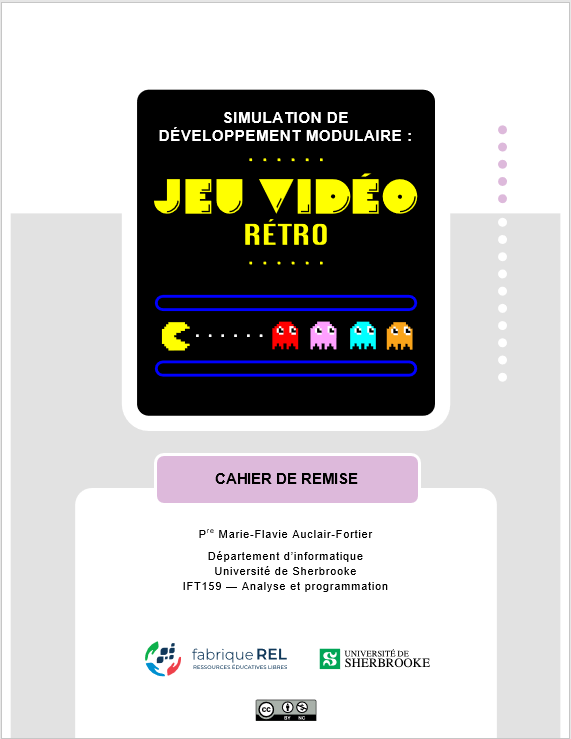 SIMULATION DE
DÉVELOPPEMENT MODULAIRE :
JEU VIDÉO
RÉTRO
CAHIER DE REMISE
Pre Marie-Flavie Auclair-Fortier
Département d'informatique
Université de Sherbrooke
IFT159 — Analyse et programmation
fabrique REL
RESSOURCES ÉDUCATIVES LIBRES
UNIVERSITÉ DE
SHERBROOKE
cc
BY NC